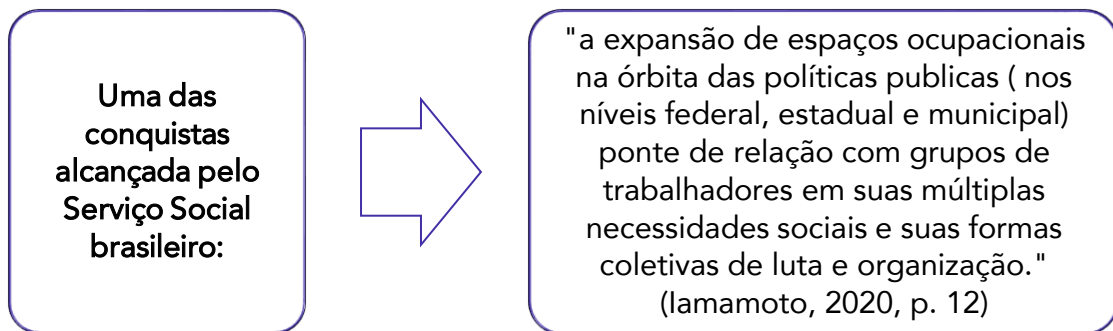 Uma das
conquistas
alcançada pelo
Serviço Social
brasileiro:
"a expansão de espaços ocupacionais
na órbita das políticas publicas ( nos
níveis federal, estadual e municipal)
ponte de relação com grupos de
trabalhadores em suas múltiplas
necessidades sociais e suas formas
coletivas de luta e organização."
(Iamamoto, 2020, p. 12)